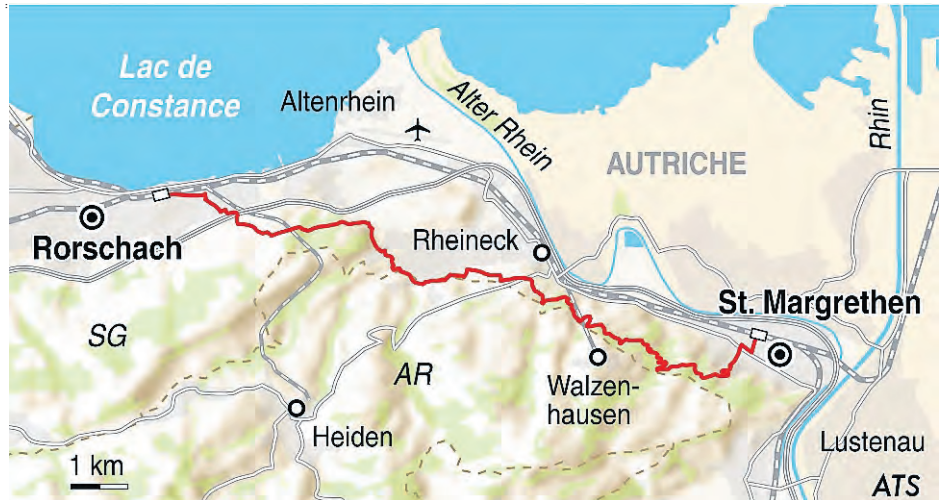 Lac de
Constance
Altenrhein
Alter Rhein
Rhin
AUTRICHE
Rorschach
Rheineck
St. Margrethen
SG
AR
Walzen-
hausen
Heiden
Lustenau
1 km
ATS